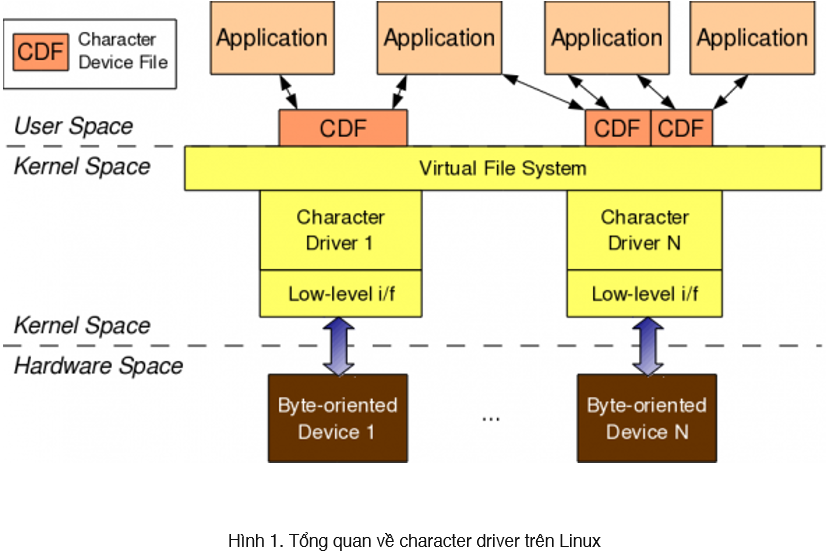 Application
Application
Application
Application
CDF
Character
Device File
User Space
CDF
CDF
CDF
Kernel Space
Virtual File System
Character
Driver 1
Character
Driver N
Low-level i/f
Low-level i/f
Kernel Space
Hardware Space
Byte-oriented
Device 1
...
Byte-oriented
Device N
Hình 1. Tổng quan về character driver trên Linux